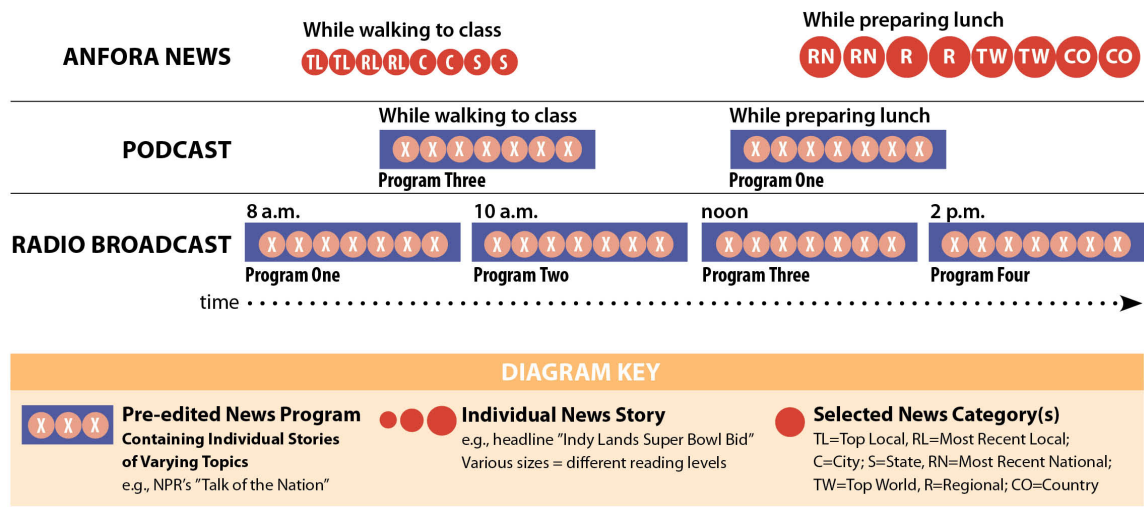 While walking to class
While preparing lunch
ANFORA NEWS
TL TL RL RL C C S S
RN RN R R TW TW CO CO
While walking to class
While preparing lunch
PODCAST
X X X X X X X
X X X X X X X
Program Three
Program One
8 a.m.
10 a.m.
noon
2 p.m.
RADIO BROADCAST
X X X X X X X
X X X X X X X
X X X X X X X
X X X X X X X
Program One
Program Two
Program Three
Program Four
time
DIAGRAM KEY
X X X
Pre-edited News Program
Containing Individual Stories
of Varying Topics
e.g., NPR's "Talk of the Nation"
Individual News Story
e.g., headline "Indy Lands Super Bowl Bid"
Various sizes = different reading levels
Selected News Category(s)
TL=Top Local, RL=Most Recent Local;
C=City; S=State, RN=Most Recent National;
TW=Top World, R=Regional; CO=Country